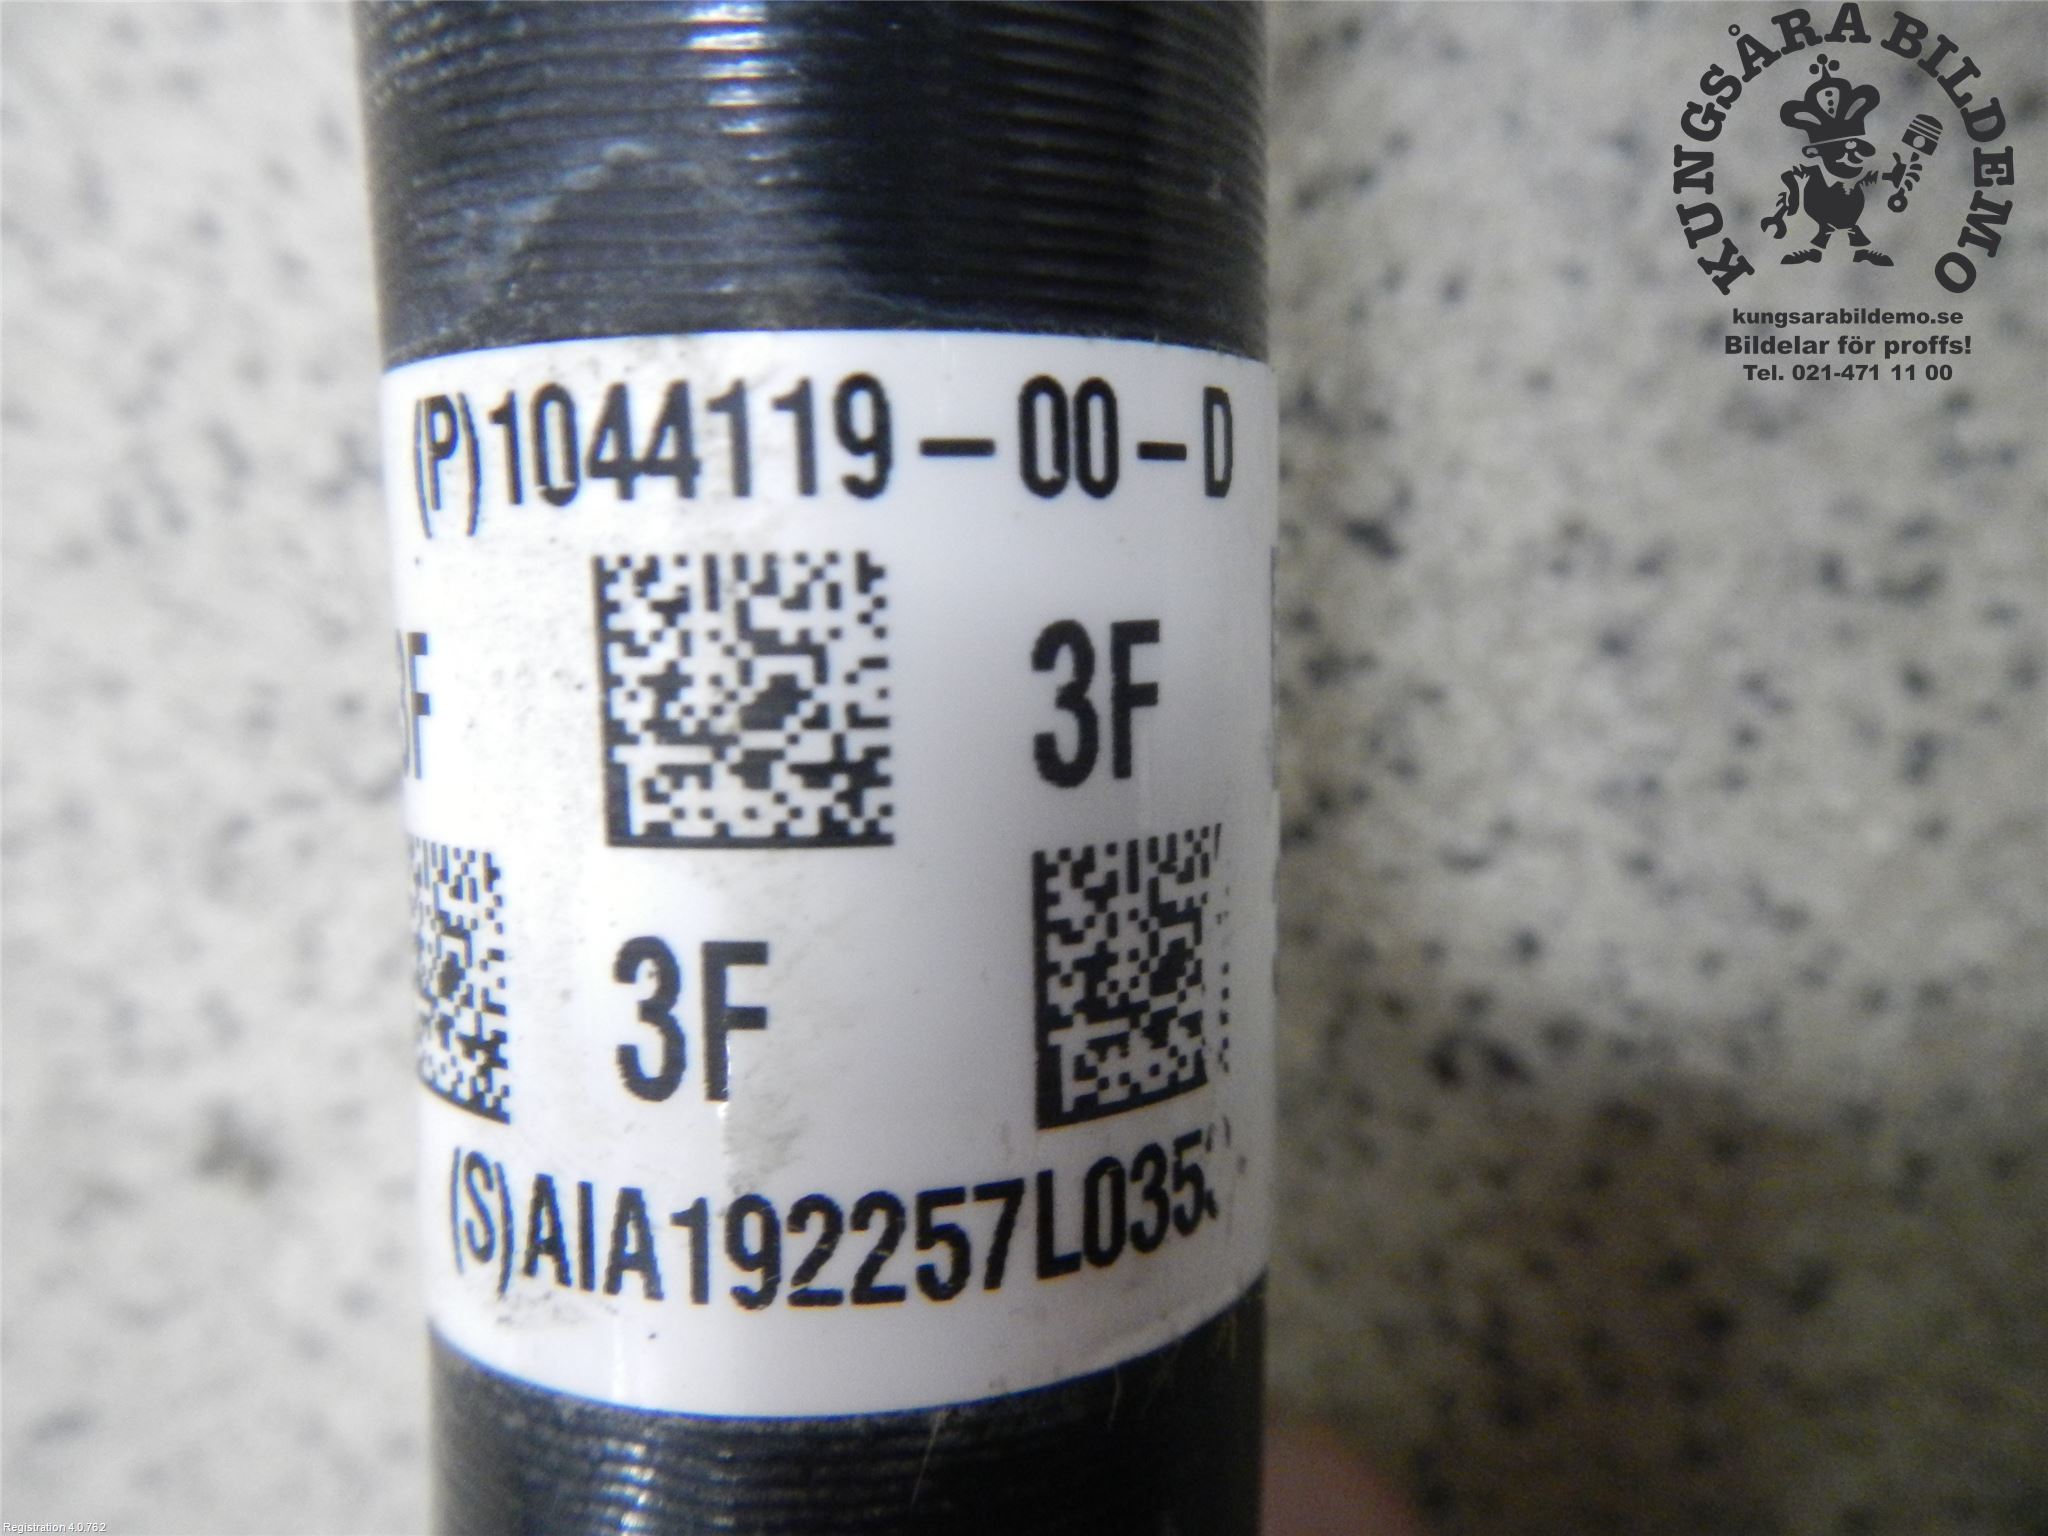 KUNGSÅRA BILDEMO
kungsarabildemo.se
Bildelar för proffs!
Tel. 021-471 11 00
(P)1044119-00-D
3F
3F
3F
Registration 4.0.762